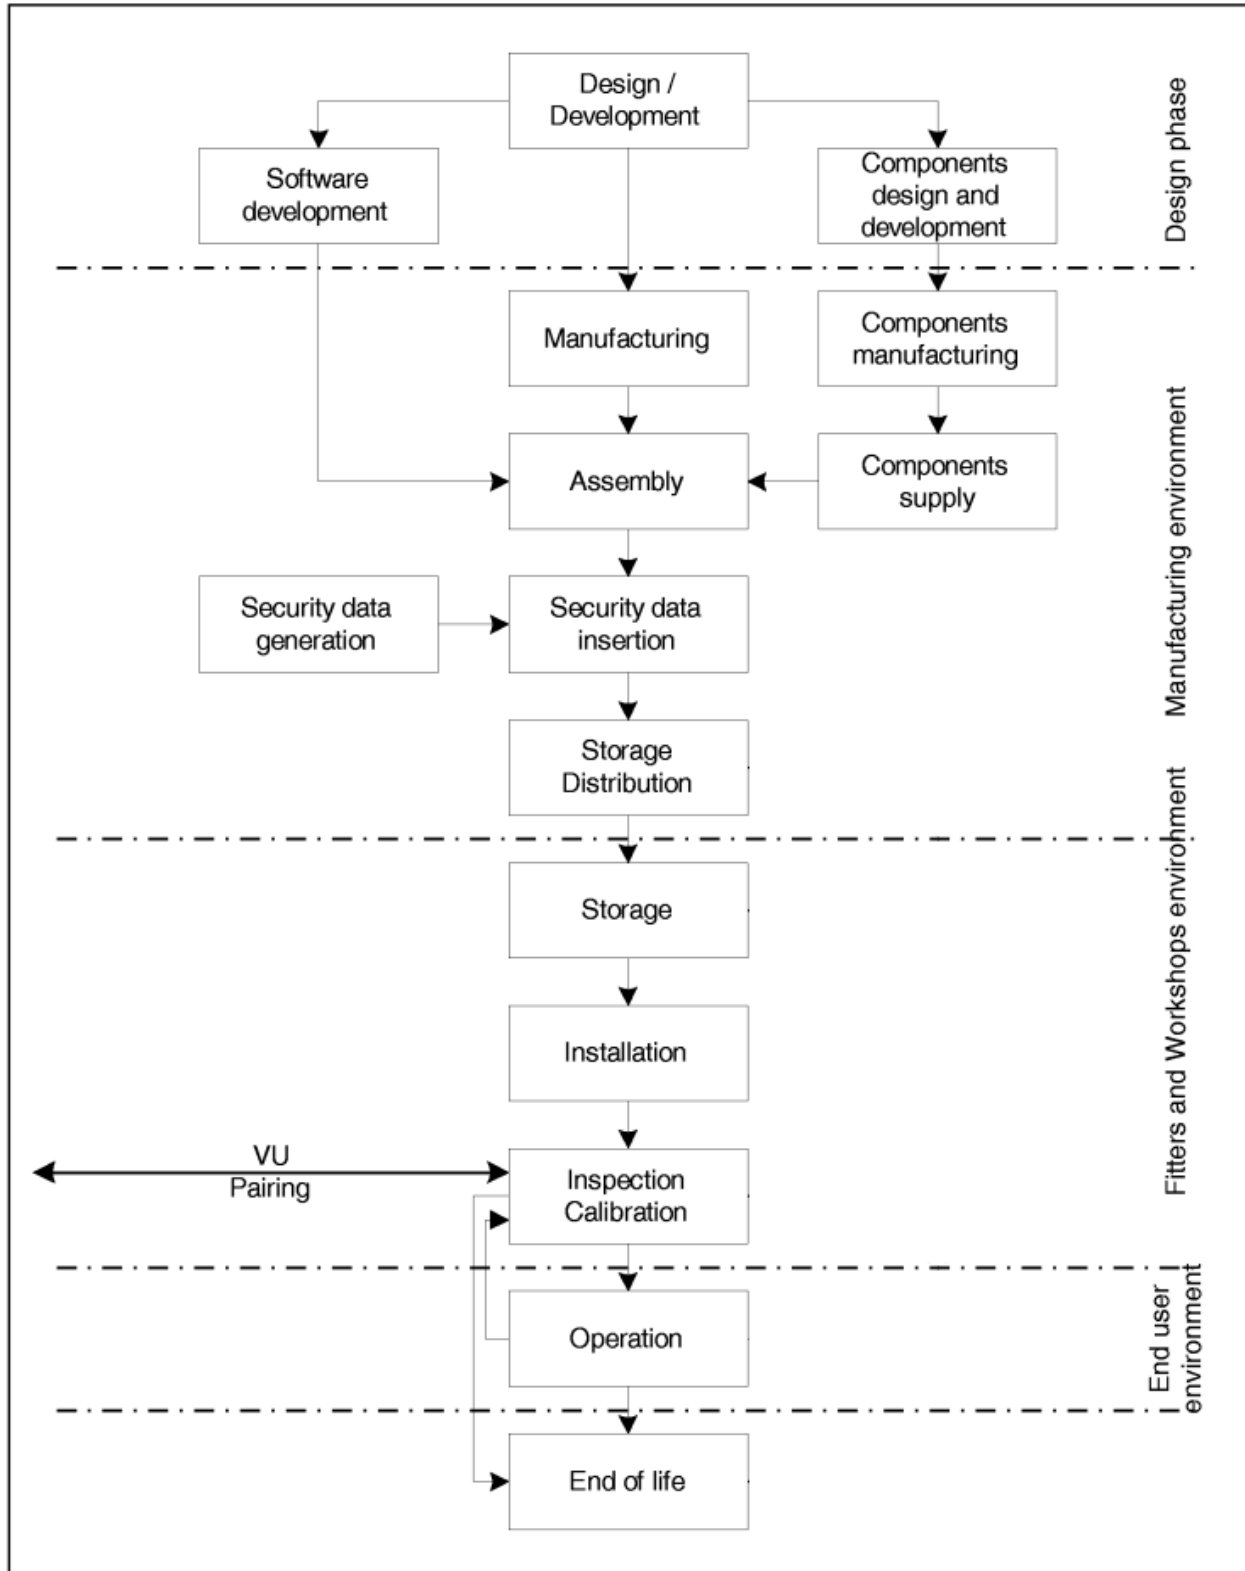 Design /
Development
Design phase
Software
development
Components
design and
development
Manufacturing
Components
manufacturing
Manufacturing environment
Assembly
Components
supply
Security data
generation
Security data
insertion
Storage
Distribution
Fitters and Workshops environment
Storage
Installation
VU
Pairing
Inspection
Calibration
End user
environment
Operation
End of life